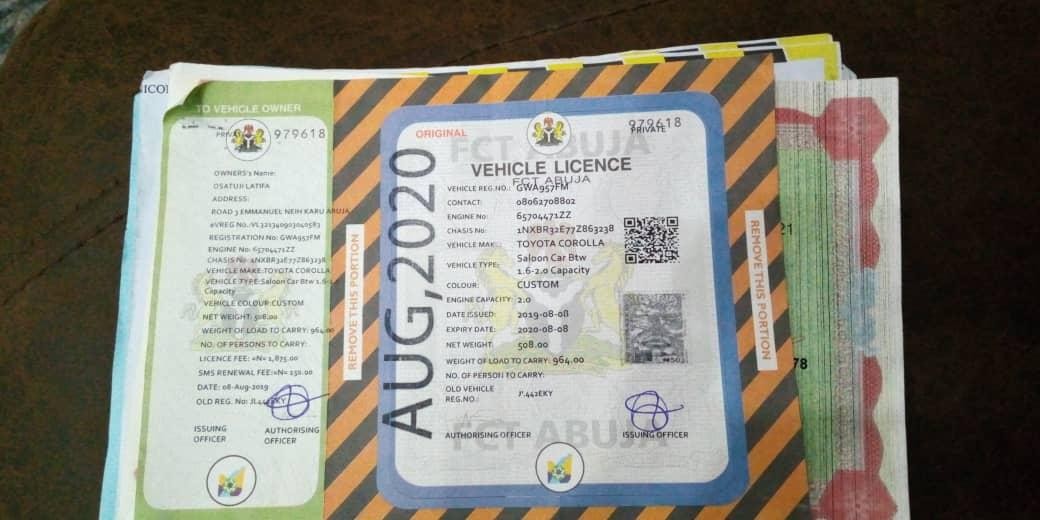 ICOI
TO VEHICLE OWNER
PRIVATE 979618
OWNERS's Name:
OSATUJI LATIFA
ADDRESS:
ROAD 3 EMMANUEL NEIH KARU ABUJA
eVREG No.:VL321340903040583
REGISTRATION No: GWA957FM
ENGINE No: 65704471ZZ
CHASIS No: 1NXBR32E77Z863238
VEHICLE MAKE:TOYOTA COROLLA
VEHICLE TYPE:Saloon Car Btw 1.6-
Capacity
VEHICLE COLOUR:CUSTOM
NET WEIGHT: 508.00
WEIGHT OF LOAD TO CARRY: 964.00
NO. OF PERSONS TO CARRY:
LICENCE FEE: =N= 1,875.00
SMS RENEWAL FEE:=N= 150.00
DATE: 08-Aug-2019
OLD REG. No: JL442EKY
ISSUING OFFICER
AUTHORISING OFFICER
REMOVE THIS PORTION
AUG,2020
ORIGINAL
979618
PRIVATE
FCT ABUJA
VEHICLE LICENCE
FCT ABUJA
VEHICLE REG.NO.: GWA957FM
CONTACT: 08062708802
ENGINE No: 65704471ZZ
CHASIS No: 1NXBR32E77Z863238
VEHICLE MAKE: TOYOTA COROLLA
VEHICLE TYPE: Saloon Car Btw
1.6-2.0 Capacity
COLOUR: CUSTOM
ENGINE CAPACITY: 2.0
DATE ISSUED: 2019-08-08
EXPIRY DATE: 2020-08-08
NET WEIGHT: 508.00
WEIGHT OF LOAD TO CARRY: 964.00
NO. OF PERSON TO CARRY:
OLD VEHICLE
REG.NO.: JL442EKY
AUTHORISING OFFICER
ISSUING OFFICER
FCT ABUJA
REMOVE THIS PORTION
21
78